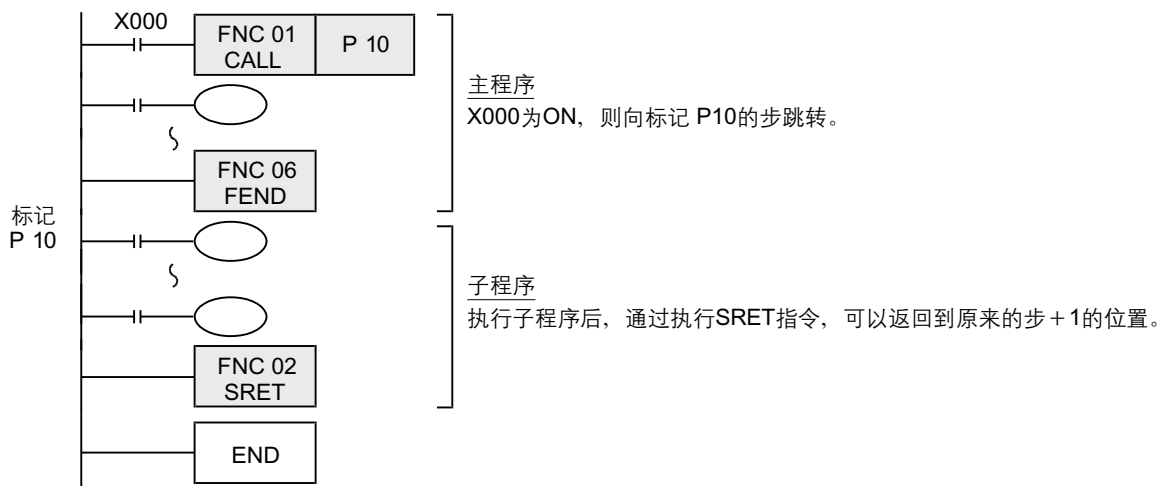 X000
FNC 01
CALL
P 10
主程序
X000为ON，则向标记 P10的步跳转。
FNC 06
FEND
标记
P 10
子程序
执行子程序后，通过执行SRET指令，可以返回到原来的步＋1的位置。
FNC 02
SRET
END